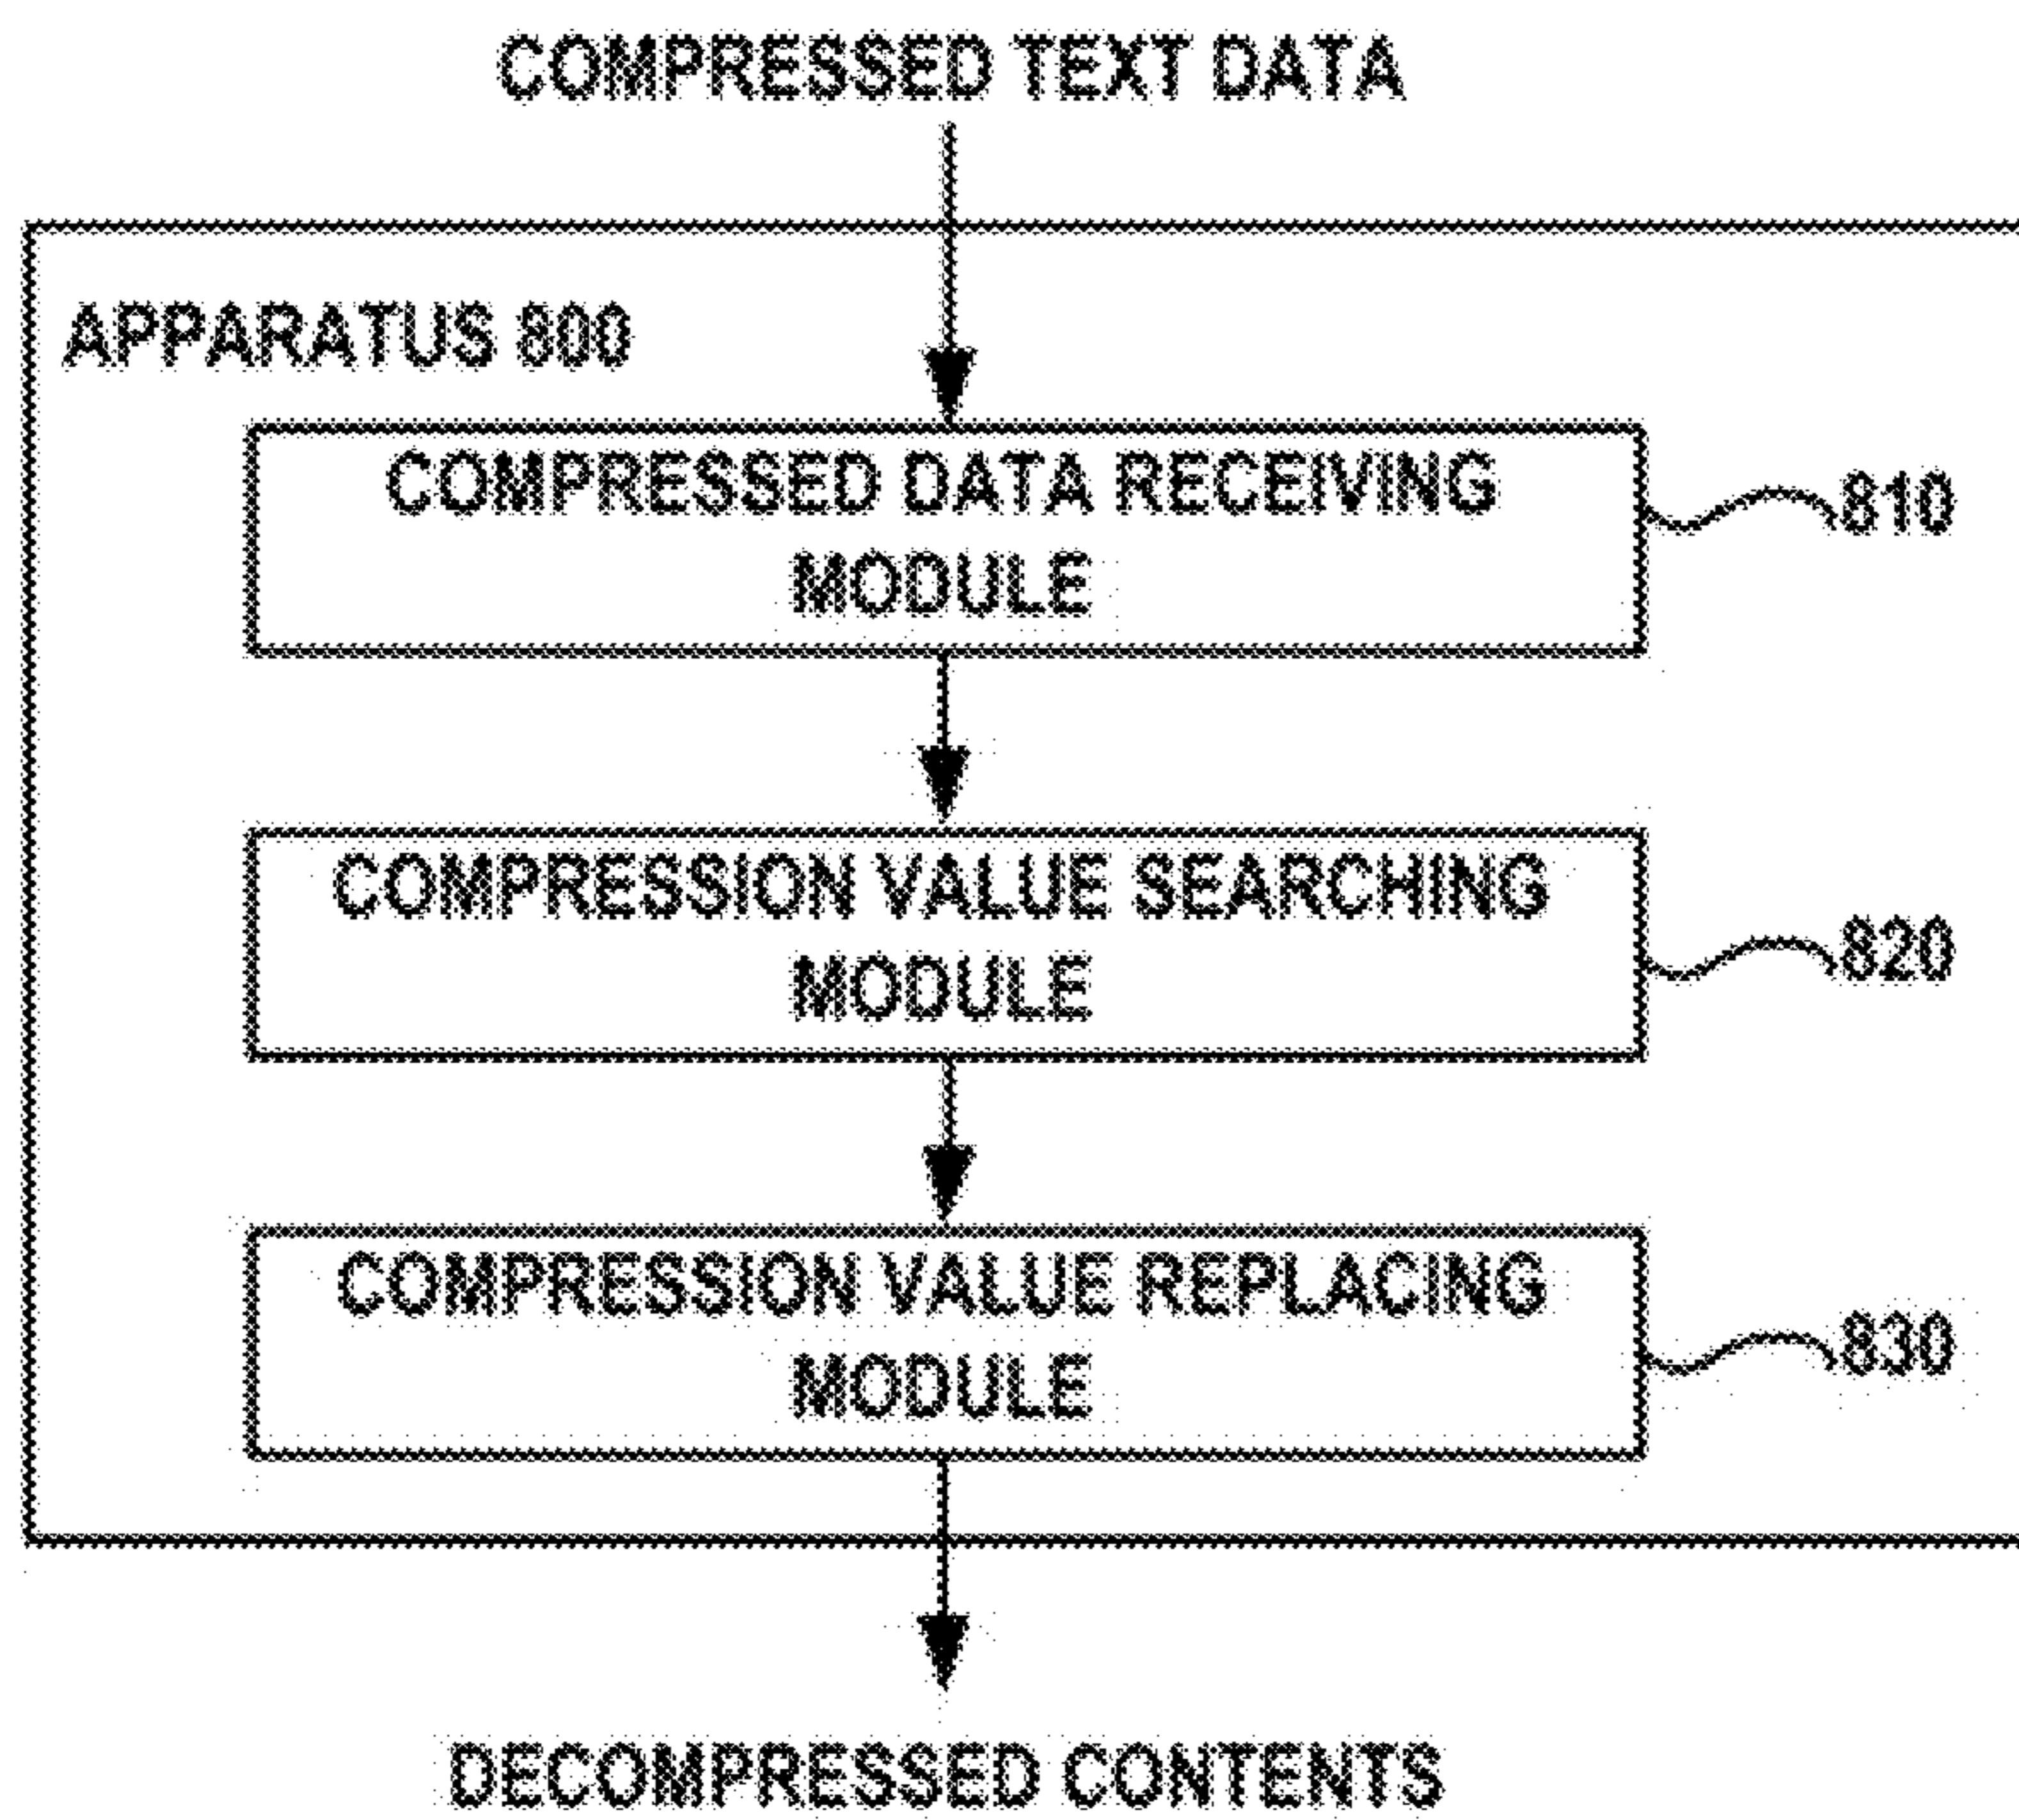 COMPRESSED TEXT DATA
APPARATUS 800
COMPRESSED DATA RECEIVING
MODULE
810
COMPRESSION VALUE SEARCHING
MODULE
820
COMPRESSION VALUE REPLACING
MODULE
830
DECOMPRESSED CONTENTS